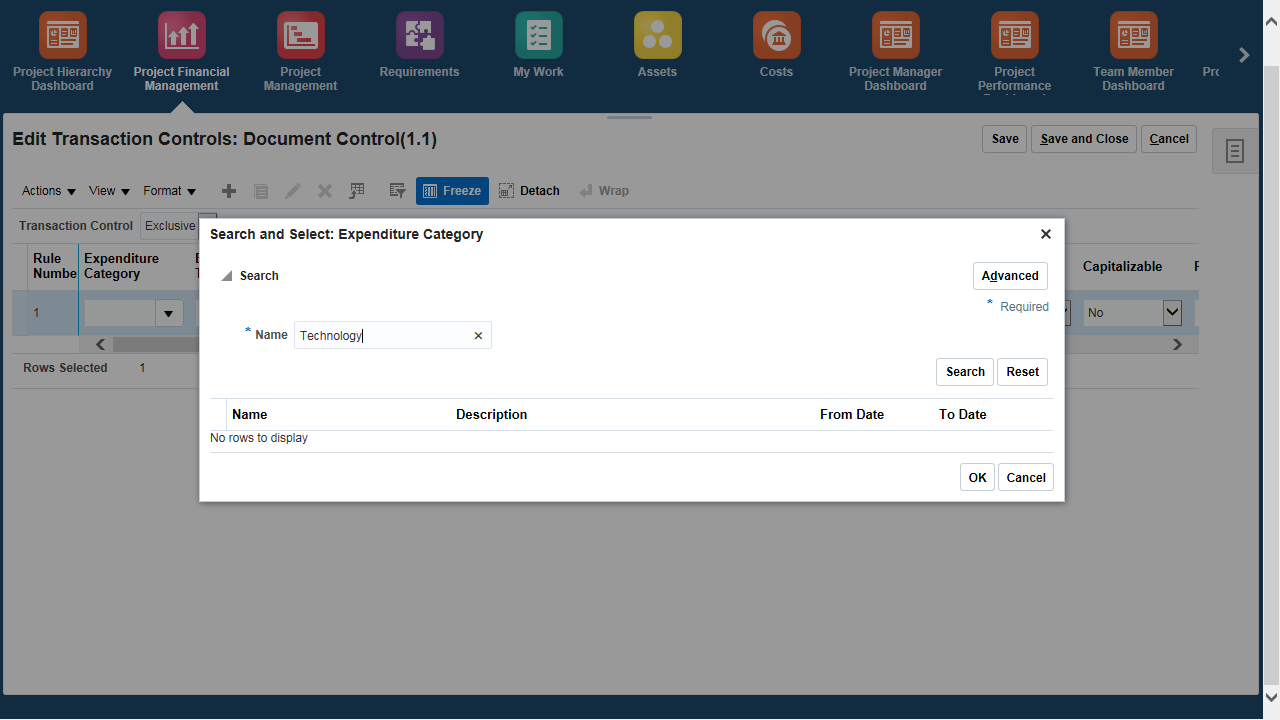 Project Hierarchy
Dashboard
Project Financial
Management
Project
Management
Requirements
My Work
Assets
Costs
Project Manager
Dashboard
Project
Performance
Team Member
Dashboard
Edit Transaction Controls: Document Control(1.1)
Save
Save and Close
Cancel
Actions
View
Format
Freeze
Detach
Wrap
Transaction Control
Exclusive
Rule
Numbe
Expenditure
Category
Capitalizable
1
No
Rows Selected
1
Search and Select: Expenditure Category
Search
Advanced
* Required
* Name
Technology
Search
Reset
Name
Description
From Date
To Date
No rows to display
OK
Cancel